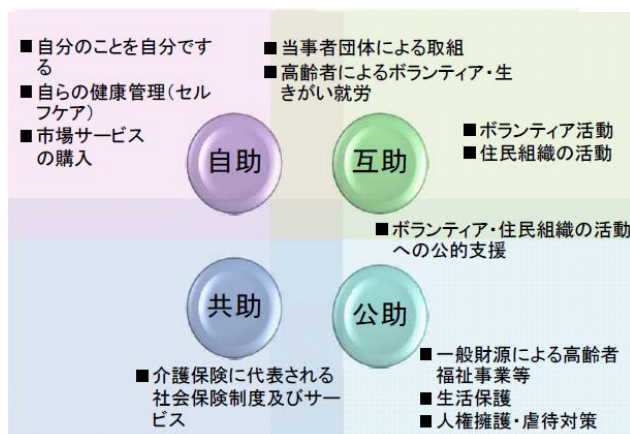 ■ 自分のことを自分です
る
■ 自らの健康管理(セル
フケア)
■ 市場サービス
の購入
■ 当事者団体による取組
■ 高齢者によるボランティア・生
きがい就労
■ ボランティア活動
■ 住民組織の活動
自助
互助
■ ボランティア・住民組織の活動
への公的支援
共助
公助
■ 介護保険に代表される
社会保険制度及びサー
ビス
■ 一般財源による高齢者
福祉事業等
■ 生活保護
■ 人権擁護・虐待対策